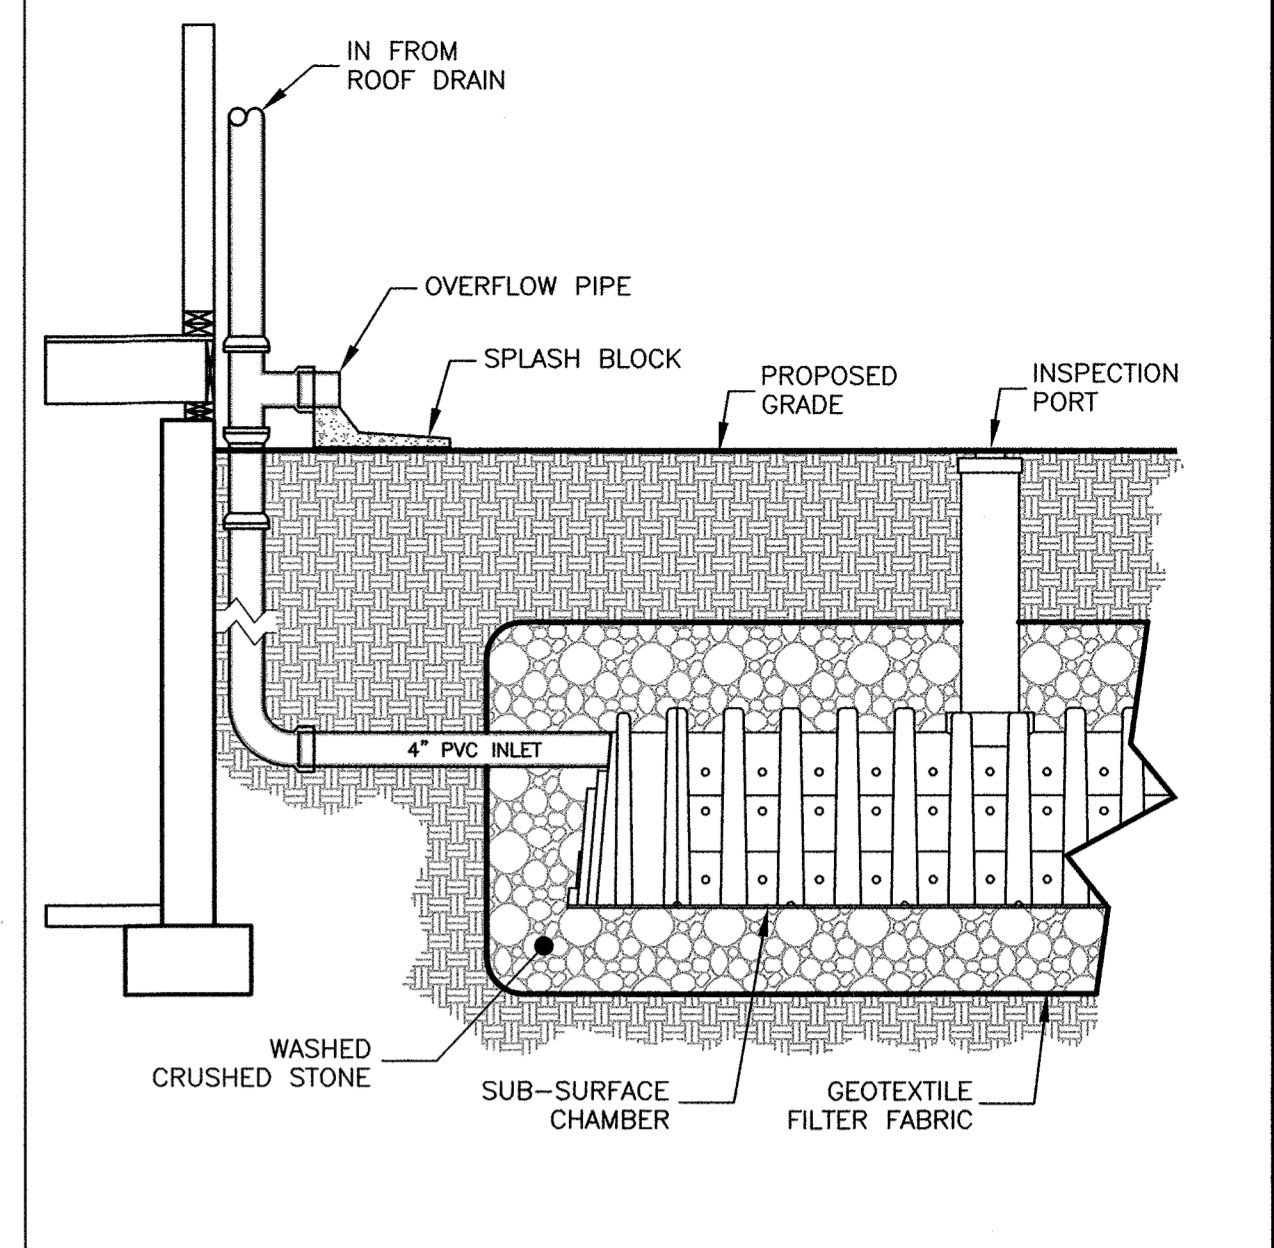 IN FROM
ROOF DRAIN
OVERFLOW PIPE
SPLASH BLOCK
PROPOSED
GRADE
INSPECTION
PORT
4" PVC INLET
WASHED
CRUSHED STONE
SUB-SURFACE
CHAMBER
GEOTEXTILE
FILTER FABRIC